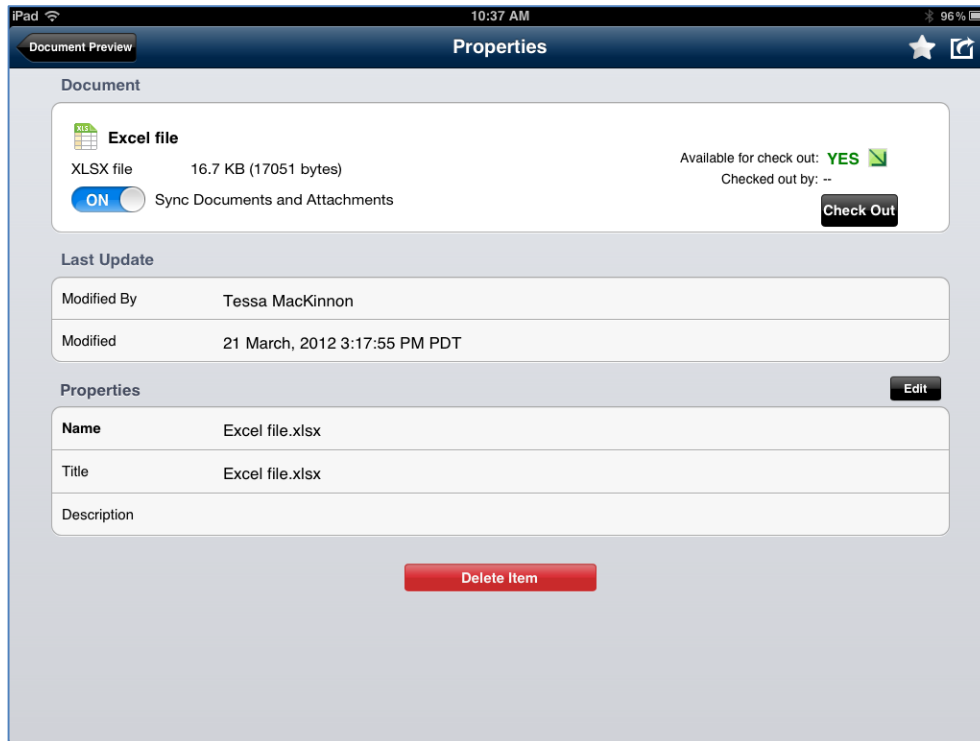 iPad 10:37 AM 96%
Document Preview Properties
Document
XLS Excel file
XLSX file 16.7 KB (17051 bytes)
Available for check out: YES
Checked out by: --
ON Sync Documents and Attachments
Check Out
Last Update
Modified By Tessa MacKinnon
Modified 21 March, 2012 3:17:55 PM PDT
Properties Edit
Name Excel file.xlsx
Title Excel file.xlsx
Description
Delete Item